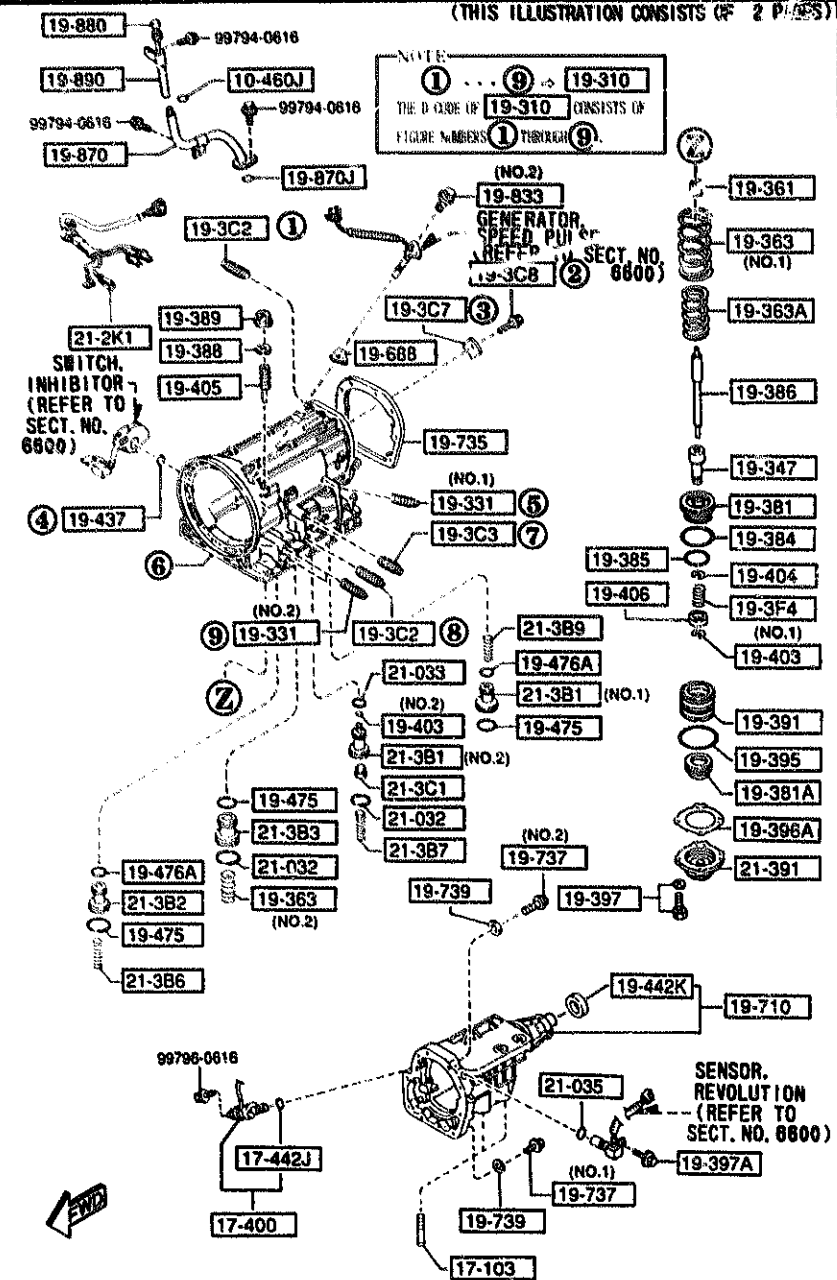 (THIS ILLUSTRATION CONSISTS OF 2 PAGES)
19-880
99794-0616
19-890
10-460J
99794-0616
99794-0616
19-870
19-870J
NOTE
1 ... 9 ⇒ 19-310
THE D CODE OF 19-310 CONSISTS OF
FIGURE NUMBERS 1 THROUGH 9.
Z
19-361
19-363
(NO.1)
19-363A
19-386
19-347
19-381
19-384
19-385
19-404
19-406
19-3F4
(NO.1)
19-403
19-391
19-395
19-381A
19-396A
21-391
19-397
(NO.2)
19-833
GENERATOR,
SPEED PULSE
(REFER TO SECT. NO.
6600)
19-3C2 1
19-3C8 2
19-3C7 3
19-688
21-2K1
19-389
19-388
19-405
SWITCH,
INHIBITOR
(REFER TO
SECT. NO.
6600)
19-735
(NO.1)
19-331 5
19-3C3 7
4 19-437
6
(NO.2)
9 19-331
19-3C2 8
Z
21-3B9
19-476A
21-3B1 (NO.1)
19-475
21-033
(NO.2)
19-403
21-3B1 (NO.2)
21-3C1
21-032
21-3B7
19-475
21-3B3
21-032
19-363
(NO.2)
19-476A
21-3B2
19-475
21-3B6
(NO.2)
19-737
19-739
19-442K
19-710
99796-0616
17-442J
17-400
21-035
SENSOR,
REVOLUTION
(REFER TO
SECT. NO. 6600)
19-397A
(NO.1)
19-737
19-739
17-103
FWD